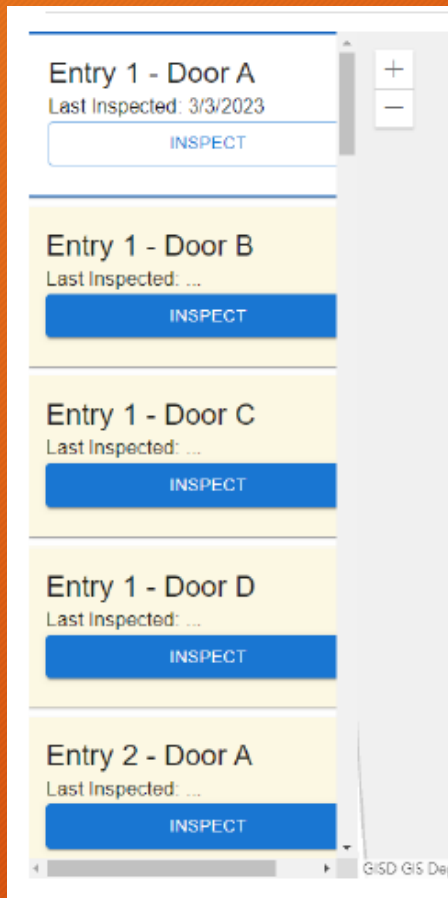 Entry 1 - Door A
Last Inspected: 3/3/2023
INSPECT
Entry 1 - Door B
Last Inspected: ...
INSPECT
Entry 1 - Door C
Last Inspected: ...
INSPECT
Entry 1 - Door D
Last Inspected: ...
INSPECT
Entry 2 - Door A
Last Inspected: ...
INSPECT
+
−
GISD GIS De